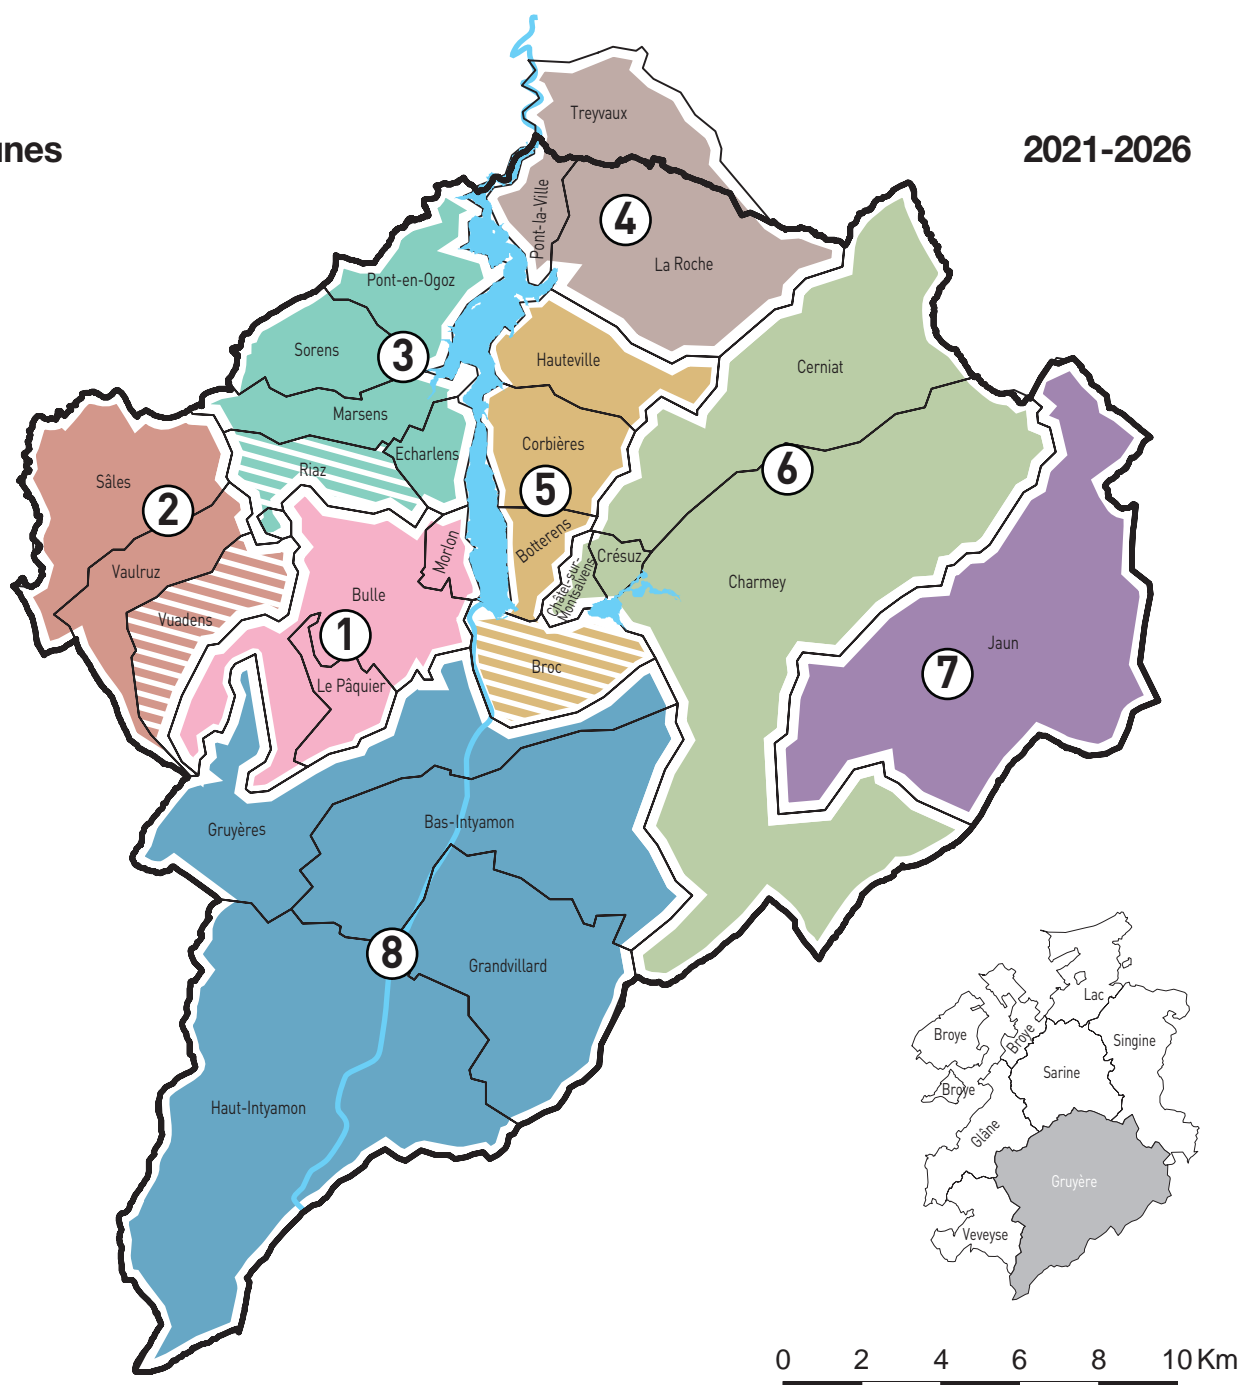 unes
2021-2026
Treyvaux
Pont-la-Ville
4
La Roche
Pont-en-Ogoz
Sorens
3
Hauteville
Cerniat
Marsens
Echarlens
Corbières
6
Riaz
Sâles
2
5
Botterens
Morlon
Crésuz
Châtel-sur-
Montsalvens
Charmey
Vaulruz
Vuadens
Bulle
1
Le Pâquier
Broc
Jaun
7
Gruyères
Bas-Intyamon
8
Grandvillard
Haut-Intyamon
Lac
Broye
Broye
Singine
Sarine
Broye
Glâne
Gruyère
Veveyse
0 2 4 6 8 10 Km